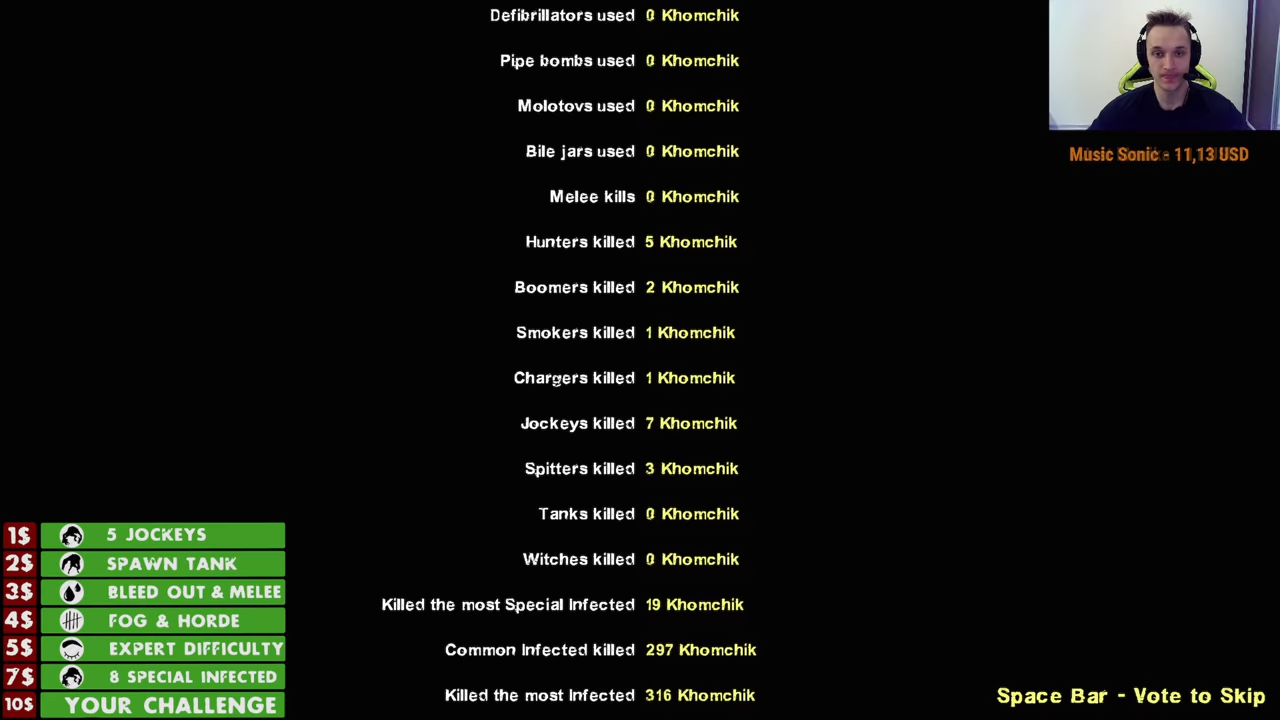 Defibrillators used 0 Khomchik
Pipe bombs used 0 Khomchik
Molotovs used 0 Khomchik
Bile jars used 0 Khomchik
Melee kills 0 Khomchik
Hunters killed 5 Khomchik
Boomers killed 2 Khomchik
Smokers killed 1 Khomchik
Chargers killed 1 Khomchik
Jockeys killed 7 Khomchik
Spitters killed 3 Khomchik
Tanks killed 0 Khomchik
Witches killed 0 Khomchik
Killed the most Special Infected 19 Khomchik
Common Infected killed 297 Khomchik
Killed the most Infected 316 Khomchik
Music Sonic - 11,13 USD
1$ 5 JOCKEYS
2$ SPAWN TANK
3$ BLEED OUT & MELEE
4$ FOG & HORDE
5$ EXPERT DIFFICULTY
7$ 8 SPECIAL INFECTED
10$ YOUR CHALLENGE
Space Bar - Vote to Skip